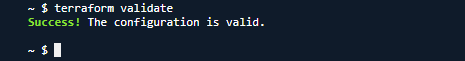 ~ $ terraform validate
Success! The configuration is valid.
~ $